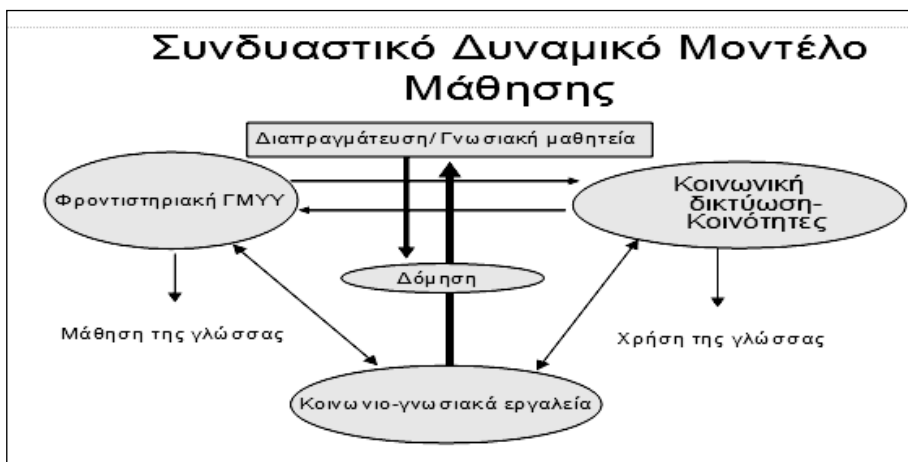 Συνδυαστικό Δυναμικό Μοντέλο
Μάθησης
Διαπραγμάτευση/ Γνωσιακή μαθητεία
Φροντιστηριακή ΓΜΥΥ
Κοινωνική
δικτύωση-
Κοινότητες
Δόμηση
Μάθηση της γλώσσας
Χρήση της γλώσσας
Κοινωνιο-γνωσιακά εργαλεία